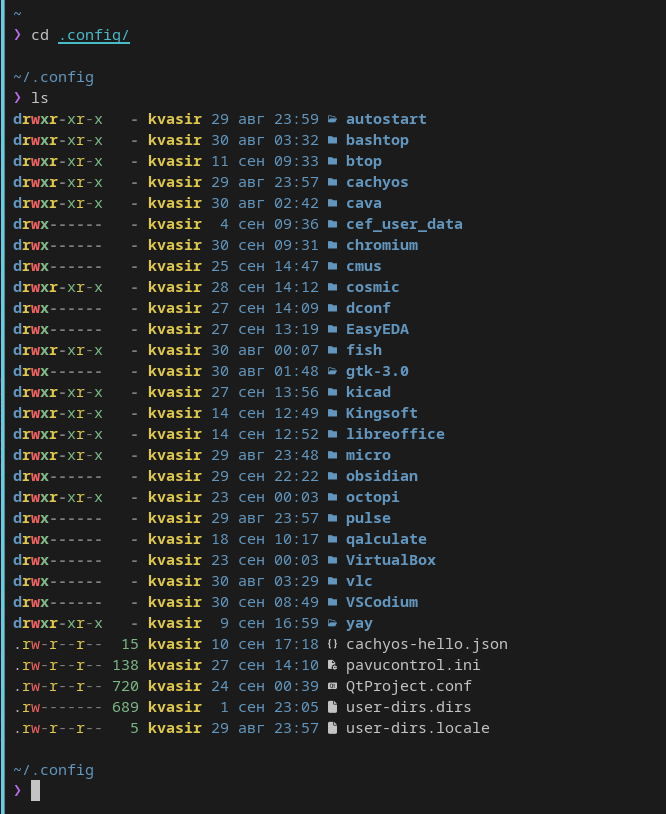 ~
❯ cd .config/
~/.config
❯ ls
drwxr-xr-x - kvasir 29 авг 23:59 autostart
drwxr-xr-x - kvasir 30 авг 03:32 bashtop
drwxr-xr-x - kvasir 11 сен 09:33 btop
drwxr-xr-x - kvasir 29 авг 23:57 cachyos
drwxr-xr-x - kvasir 30 авг 02:42 cava
drwx------ - kvasir 4 сен 09:36 cef_user_data
drwx------ - kvasir 30 сен 09:31 chromium
drwx------ - kvasir 25 сен 14:47 cmus
drwxr-xr-x - kvasir 28 сен 14:12 cosmic
drwx------ - kvasir 27 сен 14:09 dconf
drwx------ - kvasir 27 сен 13:19 EasyEDA
drwxr-xr-x - kvasir 30 авг 00:07 fish
drwx------ - kvasir 30 авг 01:48 gtk-3.0
drwxr-xr-x - kvasir 27 сен 13:56 kicad
drwxr-xr-x - kvasir 14 сен 12:49 Kingsoft
drwxr-xr-x - kvasir 14 сен 12:52 libreoffice
drwxr-xr-x - kvasir 29 авг 23:48 micro
drwx------ - kvasir 29 сен 22:22 obsidian
drwxr-xr-x - kvasir 23 сен 00:03 octopi
drwx------ - kvasir 29 авг 23:57 pulse
drwx------ - kvasir 18 сен 10:17 qalculate
drwx------ - kvasir 23 сен 00:03 VirtualBox
drwx------ - kvasir 30 авг 03:29 vlc
drwx------ - kvasir 30 сен 08:49 VSCodium
drwxr-xr-x - kvasir 9 сен 16:59 yay
.rw-r--r-- 15 kvasir 10 сен 17:18 cachyos-hello.json
.rw-r--r-- 138 kvasir 27 сен 14:10 pavucontrol.ini
.rw-r--r-- 720 kvasir 24 сен 00:39 QtProject.conf
.rw------- 689 kvasir 1 сен 23:05 user-dirs.dirs
.rw-r--r-- 5 kvasir 29 авг 23:57 user-dirs.locale
~/.config
❯